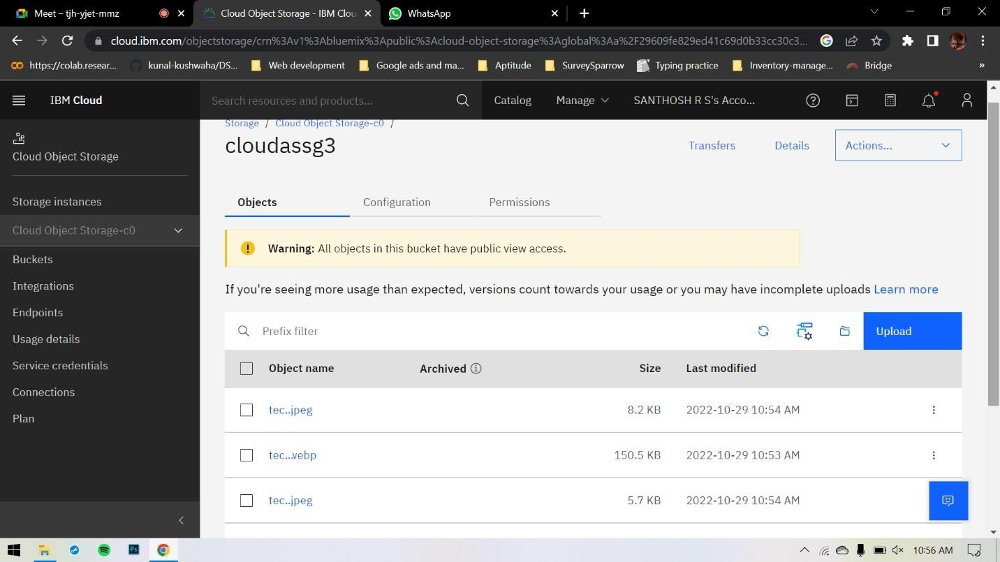 Meet – tjh-yjet-mmz
Cloud Object Storage - IBM Clou
WhatsApp
cloud.ibm.com/objectstorage/crn%3Av1%3Abluemix%3Apublic%3Acloud-object-storage%3Aglobal%3Aa%2F29609fe829ed41c69d0b33cc30c3...
https://colab.resear...
kunal-kushwaha/DS...
Web development
Google ads and ma...
Aptitude
SurveySparrow
Typing practice
Inventory-manage...
Bridge
»
IBM Cloud
Search resources and products...
Catalog
Manage
SANTHOSH R S's Acco...
Cloud Object Storage
Storage instances
Cloud Object Storage-c0
Buckets
Integrations
Endpoints
Usage details
Service credentials
Connections
Plan
Storage / Cloud Object Storage-c0 /
cloudassg3
Transfers
Details
Actions...
Objects
Configuration
Permissions
Warning: All objects in this bucket have public view access.
If you're seeing more usage than expected, versions count towards your usage or you may have incomplete uploads Learn more
Prefix filter
Upload
Object name Archived Size Last modified
tec..jpeg 8.2 KB 2022-10-29 10:54 AM
tec...webp 150.5 KB 2022-10-29 10:53 AM
tec..jpeg 5.7 KB 2022-10-29 10:54 AM
Ps
10:56 AM